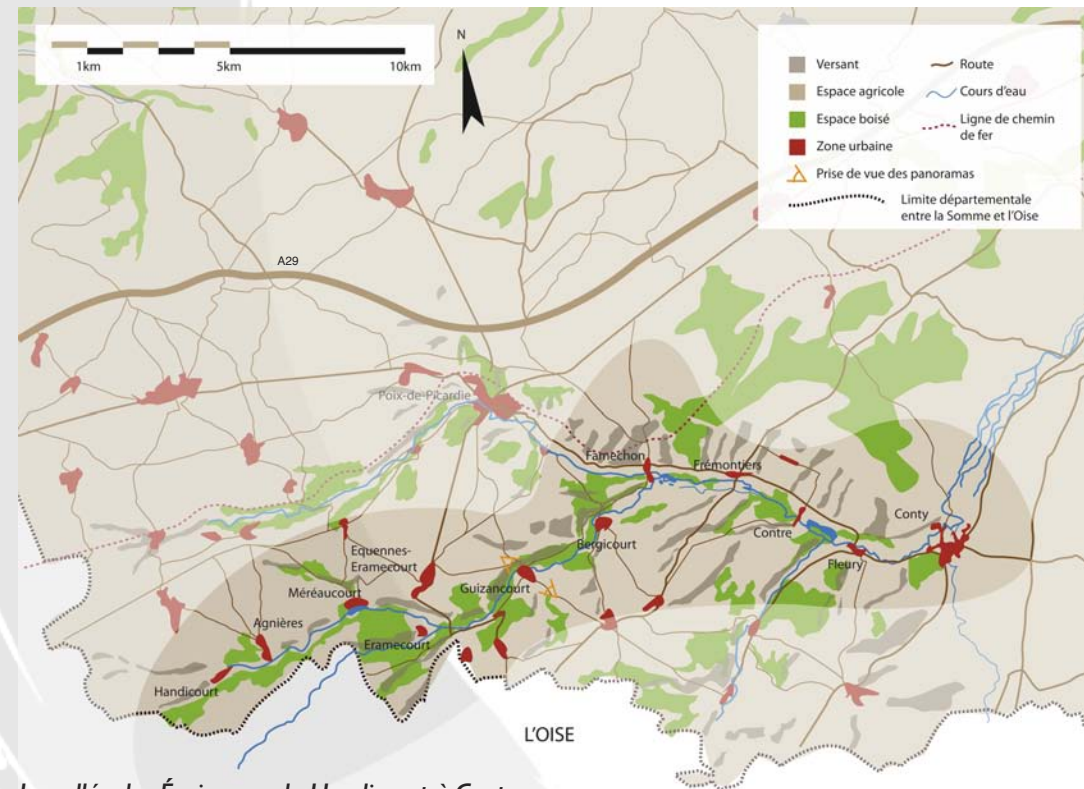 1km
5km
10km
N
Versant
Espace agricole
Espace boisé
Zone urbaine
Prise de vue des panoramas
Limite départementale
entre la Somme et l'Oise
Route
Cours d'eau
Ligne de chemin
de fer
A29
Poix-de-Picardie
Famechon
Frémontiers
Conty
Contre
Fleury
Bergicourt
Equennes-
Eramecourt
Guizancourt
Méréaucourt
Agnières
Eramecourt
Handicourt
L'OISE